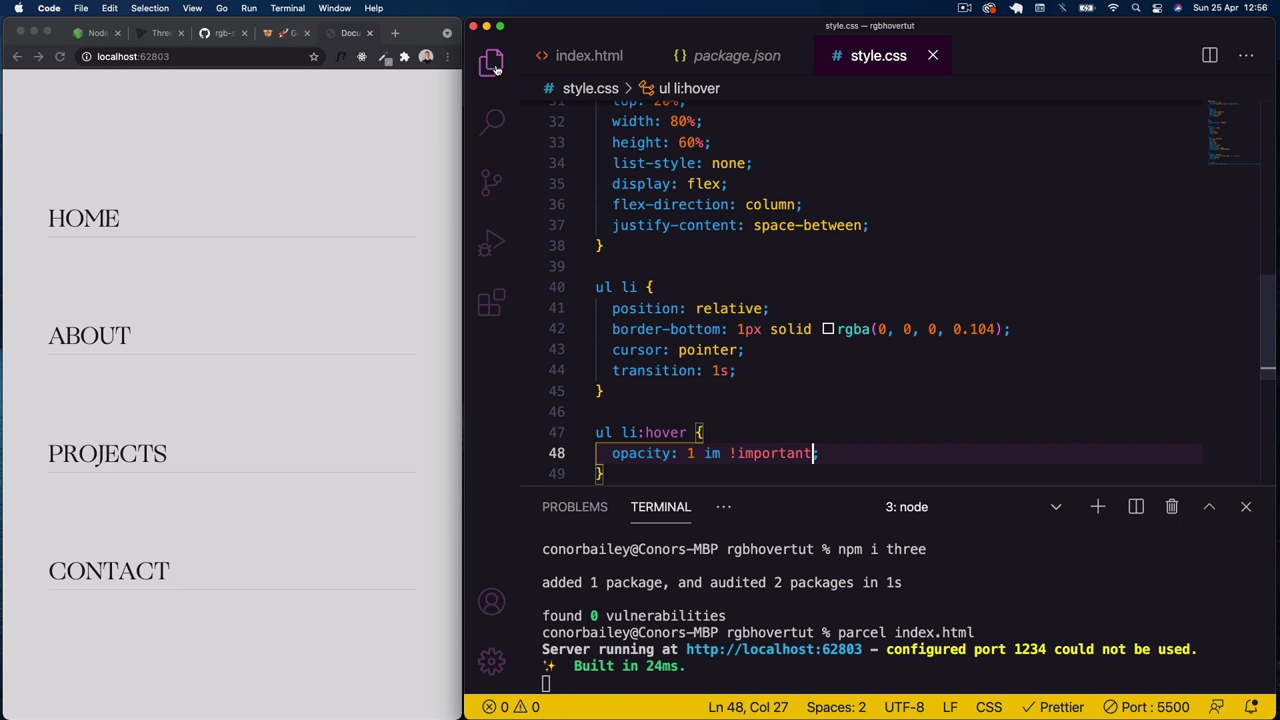 Code File Edit Selection View Go Run Terminal Window Help Sun 25 Apr 12:56
Node Three rgb-s G Docu
localhost:62803
HOME
ABOUT
PROJECTS
CONTACT
style.css — rgbhovertut
index.html package.json style.css
style.css > ul li:hover
31 top: 20%;
32 width: 80%;
33 height: 60%;
34 list-style: none;
35 display: flex;
36 flex-direction: column;
37 justify-content: space-between;
38 }
39
40 ul li {
41 position: relative;
42 border-bottom: 1px solid rgba(0, 0, 0, 0.104);
43 cursor: pointer;
44 transition: 1s;
45 }
46
47 ul li:hover {
48 opacity: 1 im !important;
49 }
PROBLEMS TERMINAL ··· 3: node
conorbailey@Conors-MBP rgbhovertut % npm i three
added 1 package, and audited 2 packages in 1s
found 0 vulnerabilities
conorbailey@Conors-MBP rgbhovertut % parcel index.html
Server running at http://localhost:62803 – configured port 1234 could not be used.
✨ Built in 24ms.
0 0 Ln 48, Col 27 Spaces: 2 UTF-8 LF CSS ✓ Prettier Port : 5500